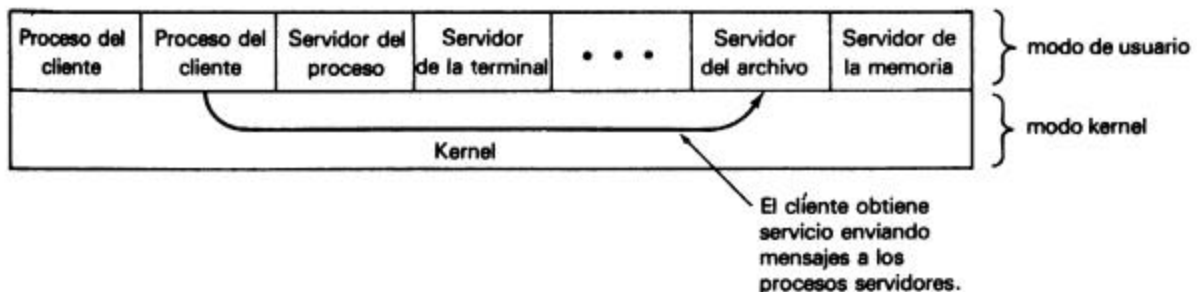 Proceso del
cliente
Proceso del
cliente
Servidor del
proceso
Servidor
de la terminal
• • •
Servidor
del archivo
Servidor de
la memoria
modo de usuario
modo kernel
Kernel
El clíente obtiene
servicio enviando
mensajes a los
procesos servidores.